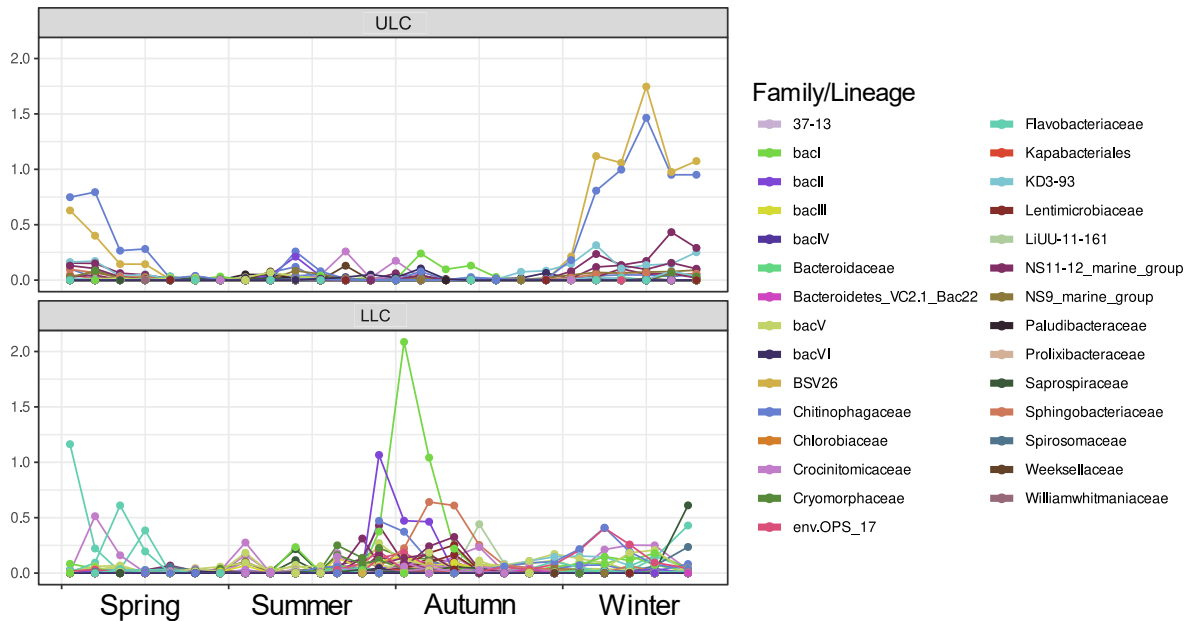 ULC
2.0
1.5
1.0
0.5
0.0
LLC
2.0
1.5
1.0
0.5
0.0
Spring Summer Autumn Winter
Family/Lineage
37-13
bacI
bacII
bacIII
bacIV
Bacteroidaceae
Bacteroidetes_VC2.1_Bac22
bacV
bacVI
BSV26
Chitinophagaceae
Chlorobiaceae
Crocinitomicaceae
Cryomorphaceae
env.OPS_17
Flavobacteriaceae
Kapabacteriales
KD3-93
Lentimicrobiaceae
LiUU-11-161
NS11-12_marine_group
NS9_marine_group
Paludibacteraceae
Prolixibacteraceae
Saprospiraceae
Sphingobacteriaceae
Spirosomaceae
Weeksellaceae
Williamwhitmaniaceae